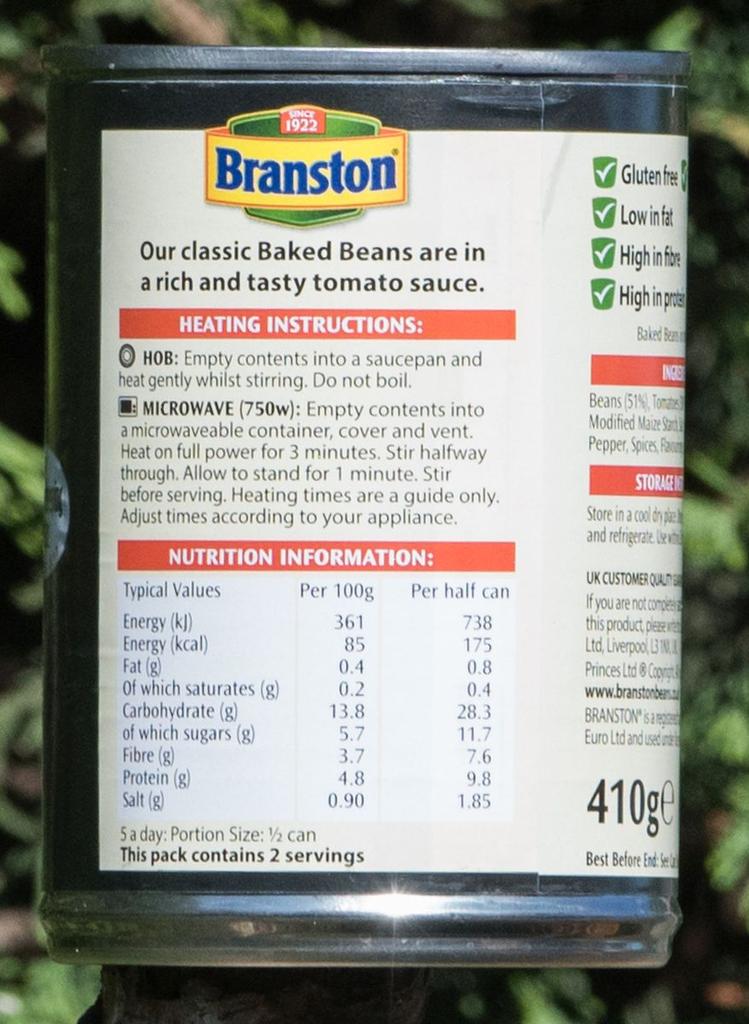 SINCE
1922
Branston®
Our classic Baked Beans are in
a rich and tasty tomato sauce.
HEATING INSTRUCTIONS:
HOB: Empty contents into a saucepan and
heat gently whilst stirring. Do not boil.
MICROWAVE (750w): Empty contents into
a microwaveable container, cover and vent.
Heat on full power for 3 minutes. Stir halfway
through. Allow to stand for 1 minute. Stir
before serving. Heating times are a guide only.
Adjust times according to your appliance.
NUTRITION INFORMATION:
Typical Values Per 100g Per half can
Energy (kJ) 361 738
Energy (kcal) 85 175
Fat (g) 0.4 0.8
Of which saturates (g) 0.2 0.4
Carbohydrate (g) 13.8 28.3
of which sugars (g) 5.7 11.7
Fibre (g) 3.7 7.6
Protein (g) 4.8 9.8
Salt (g) 0.90 1.85
5 a day: Portion Size: ½ can
This pack contains 2 servings
Gluten free
Low in fat
High in fibre
High in
Baked
Beans (51%),
Modified Maize Starch,
Pepper, Spices,
STORAGE
Store in a cool dry
and refrigerate. Use
UK CUSTOMER QUALITY
If you are not
this product, please
Ltd, Liverpool,
Princes Ltd ®
BRANSTON® is a
Euro Ltd and used
410g℮
Best Before End: See